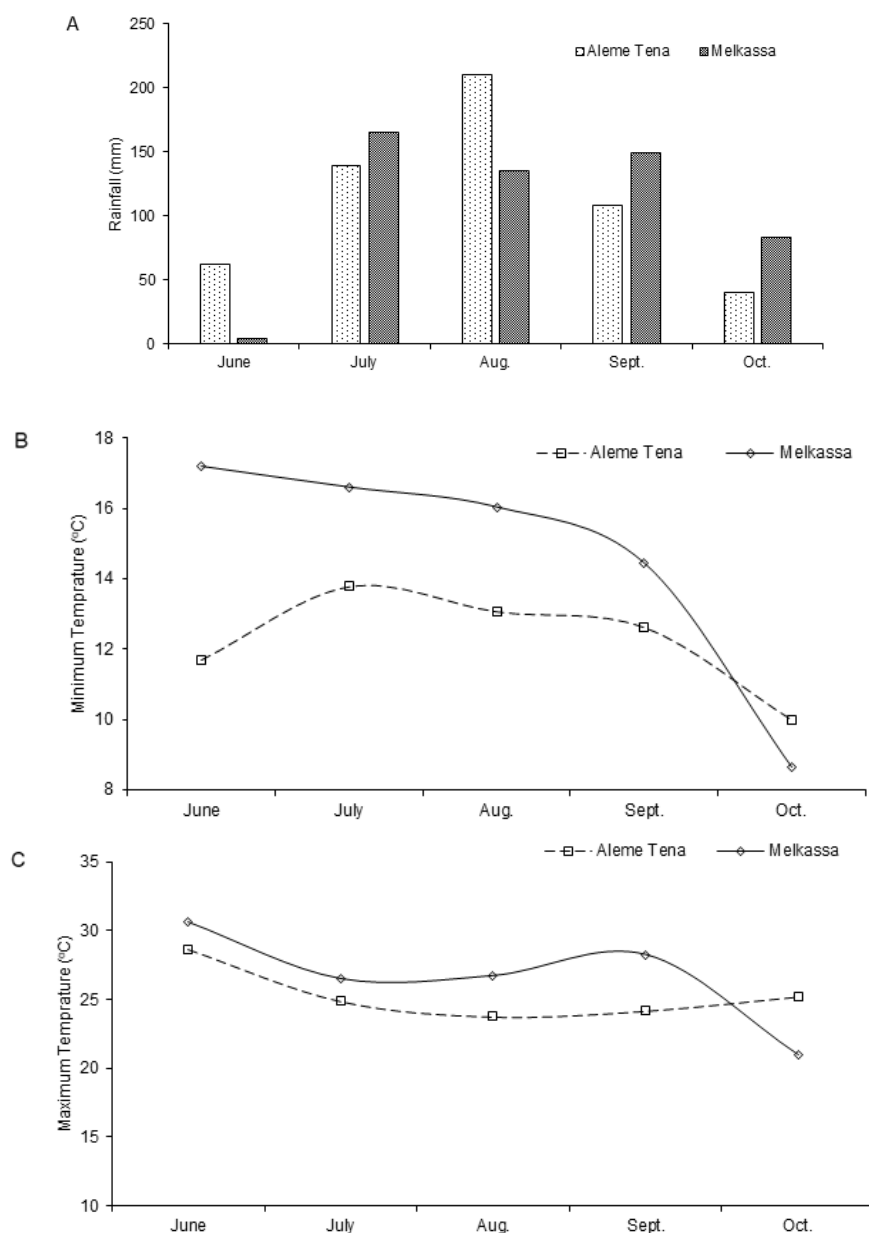 A
250
Aleme Tena Melkassa
200
150
100
50
0
Rainfall (mm)
June July Aug. Sept. Oct.
B
18
Aleme Tena Melkassa
16
14
12
10
8
Minimum Temprature (ºC)
June July Aug. Sept. Oct.
C
35
Aleme Tena Melkassa
30
25
20
15
10
Maximum Temprature (ºC)
June July Aug. Sept. Oct.